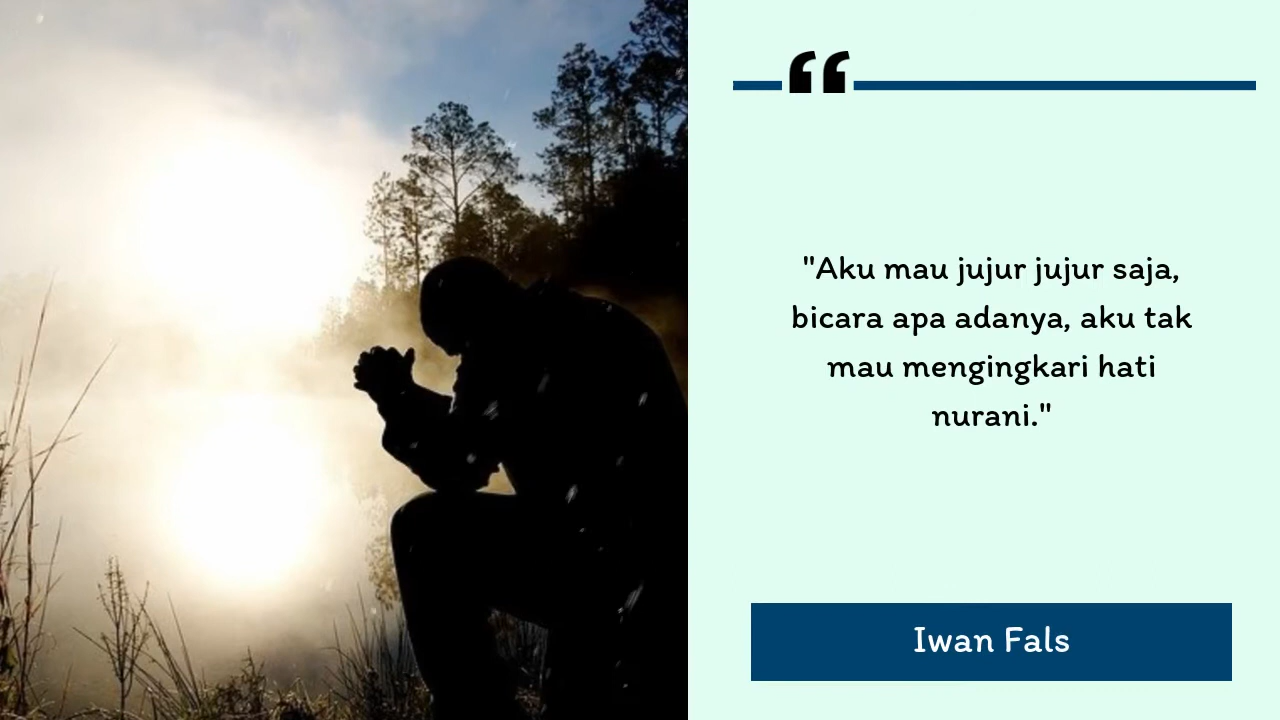 "Aku mau jujur jujur saja,
bicara apa adanya, aku tak
mau mengingkari hati
nurani."
Iwan Fals